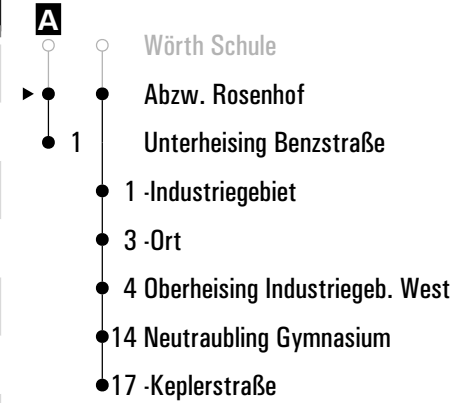 A
Wörth Schule
Abzw. Rosenhof
1 Unterheising Benzstraße
1 -Industriegebiet
3 -Ort
4 Oberheising Industriegeb. West
14 Neutraubling Gymnasium
17 -Keplerstraße